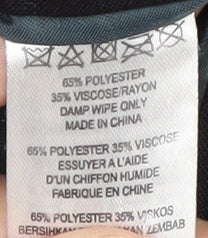 65% POLYESTER
35% VISCOSE/RAYON
DAMP WIPE ONLY
MADE IN CHINA
65% POLYESTER 35% VISCOSE
ESSUYER A L'AIDE
D'UN CHIFFON HUMIDE
FABRIQUE EN CHINE
65% POLYESTER 35% VISKOS
LEMBAB